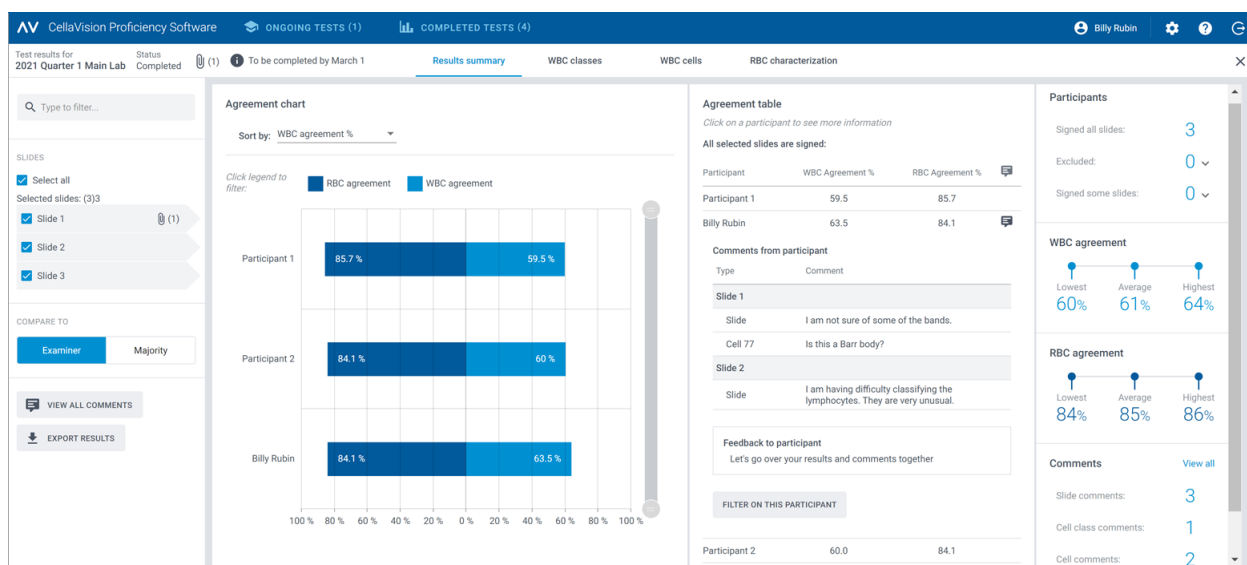 CellaVision Proficiency Software
ONGOING TESTS (1)
COMPLETED TESTS (4)
Billy Rubin
Test results for
2021 Quarter 1 Main Lab
Status
Completed
(1)
To be completed by March 1
Results summary
WBC classes
WBC cells
RBC characterization
Type to filter...
SLIDES
Select all
Selected slides: (3)3
Slide 1 (1)
Slide 2
Slide 3
COMPARE TO
Examiner Majority
VIEW ALL COMMENTS
EXPORT RESULTS
Agreement chart
Sort by: WBC agreement %
Click legend to
filter:
RBC agreement WBC agreement
Participant 1 85.7 % 59.5 %
Participant 2 84.1 % 60 %
Billy Rubin 84.1 % 63.5 %
100 % 80 % 60 % 40 % 20 % 0 % 20 % 40 % 60 % 80 % 100 %
Agreement table
Click on a participant to see more information
All selected slides are signed:
Participant WBC Agreement % RBC Agreement %
Participant 1 59.5 85.7
Billy Rubin 63.5 84.1
Comments from participant
Type Comment
Slide 1
Slide I am not sure of some of the bands.
Cell 77 Is this a Barr body?
Slide 2
Slide I am having difficulty classifying the
lymphocytes. They are very unusual.
Feedback to participant
Let's go over your results and comments together
FILTER ON THIS PARTICIPANT
Participant 2 60.0 84.1
Participants
Signed all slides: 3
Excluded: 0
Signed some slides: 0
WBC agreement
Lowest Average Highest
60% 61% 64%
RBC agreement
Lowest Average Highest
84% 85% 86%
Comments View all
Slide comments: 3
Cell class comments: 1
Cell comments: 2